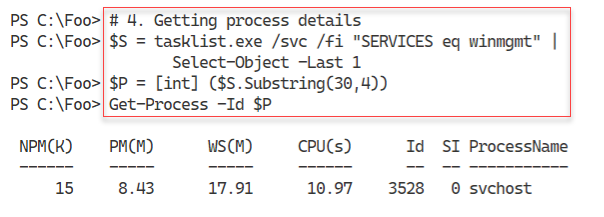 PS C:\Foo> # 4. Getting process details
PS C:\Foo> $S = tasklist.exe /svc /fi "SERVICES eq winmgmt" |
Select-Object -Last 1
PS C:\Foo> $P = [int] ($S.Substring(30,4))
PS C:\Foo> Get-Process -Id $P
NPM(K) PM(M) WS(M) CPU(s) Id SI ProcessName
------ ----- ----- ------ -- -- -----------
15 8.43 17.91 10.97 3528 0 svchost